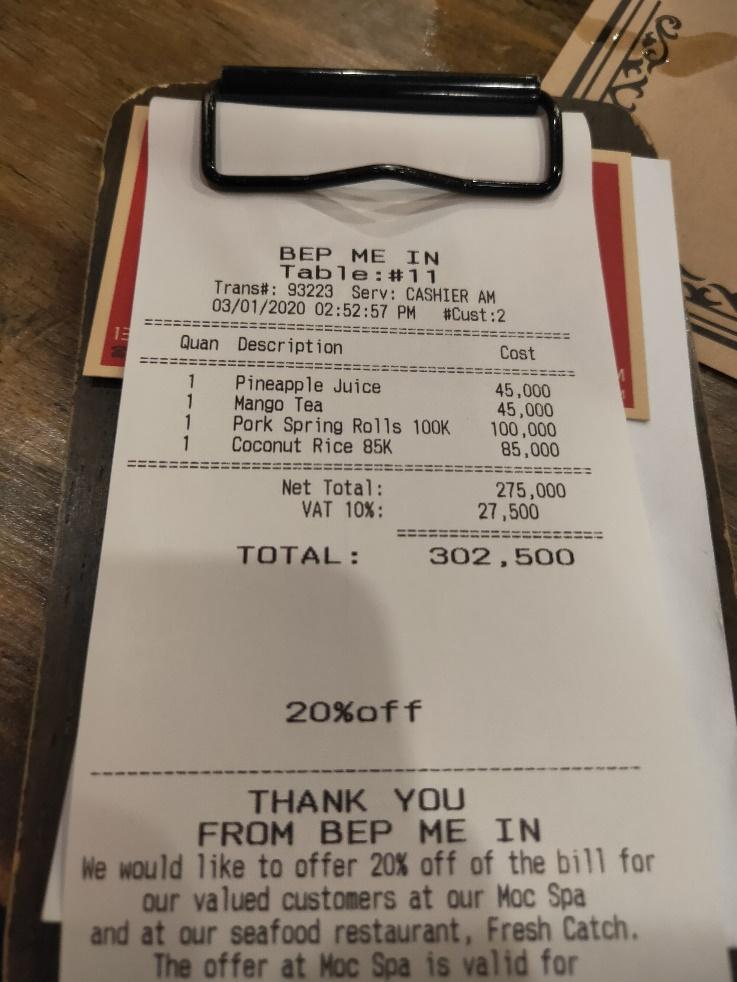 BEP ME IN
Table:#11
Trans#: 93223 Serv: CASHIER AM
03/01/2020 02:52:57 PM #Cust:2
Quan Description Cost
1 Pineapple Juice 45,000
1 Mango Tea 45,000
1 Pork Spring Rolls 100K 100,000
1 Coconut Rice 85K 85,000
Net Total: 275,000
VAT 10%: 27,500
TOTAL: 302,500
20%off
THANK YOU
FROM BEP ME IN
We would like to offer 20% off of the bill for
our valued customers at our Moc Spa
and at our seafood restaurant, Fresh Catch.
The offer at Moc Spa is valid for